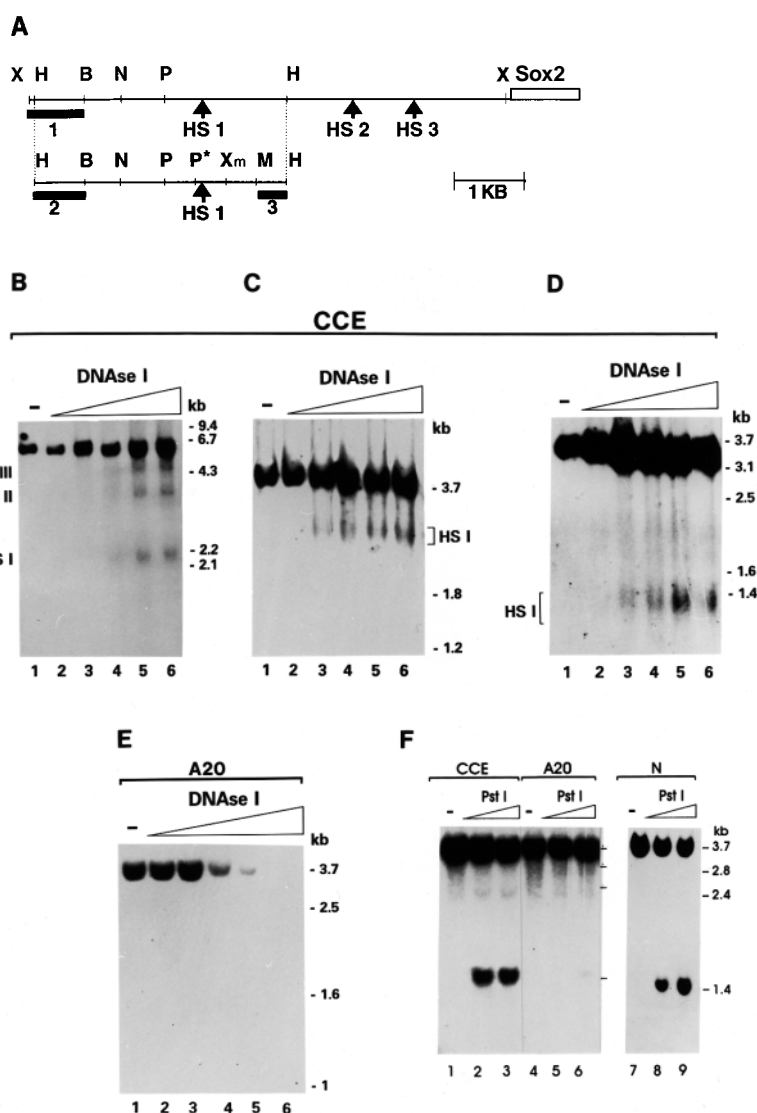 A
X H B N P H X Sox2
1 HS 1 HS 2 HS 3
H B N P P* Xm M H
2 HS 1 3 1 KB
B C D
CCE
DNAse I
–
kb
- 9.4
- 6.7
- 4.3
- 2.2
- 2.1
III
II
I
1 2 3 4 5 6
DNAse I
–
kb
- 3.7
HS I
- 1.8
- 1.2
1 2 3 4 5 6
DNAse I
–
kb
- 3.7
- 3.1
- 2.5
- 1.6
- 1.4
HS I
1 2 3 4 5 6
E
A20
DNAse I
–
kb
- 3.7
- 2.5
- 1.6
- 1
1 2 3 4 5 6
F
CCE A20 N
- Pst I - Pst I - Pst I
kb
- 3.7
- 2.8
- 2.4
- 1.4
1 2 3 4 5 6 7 8 9